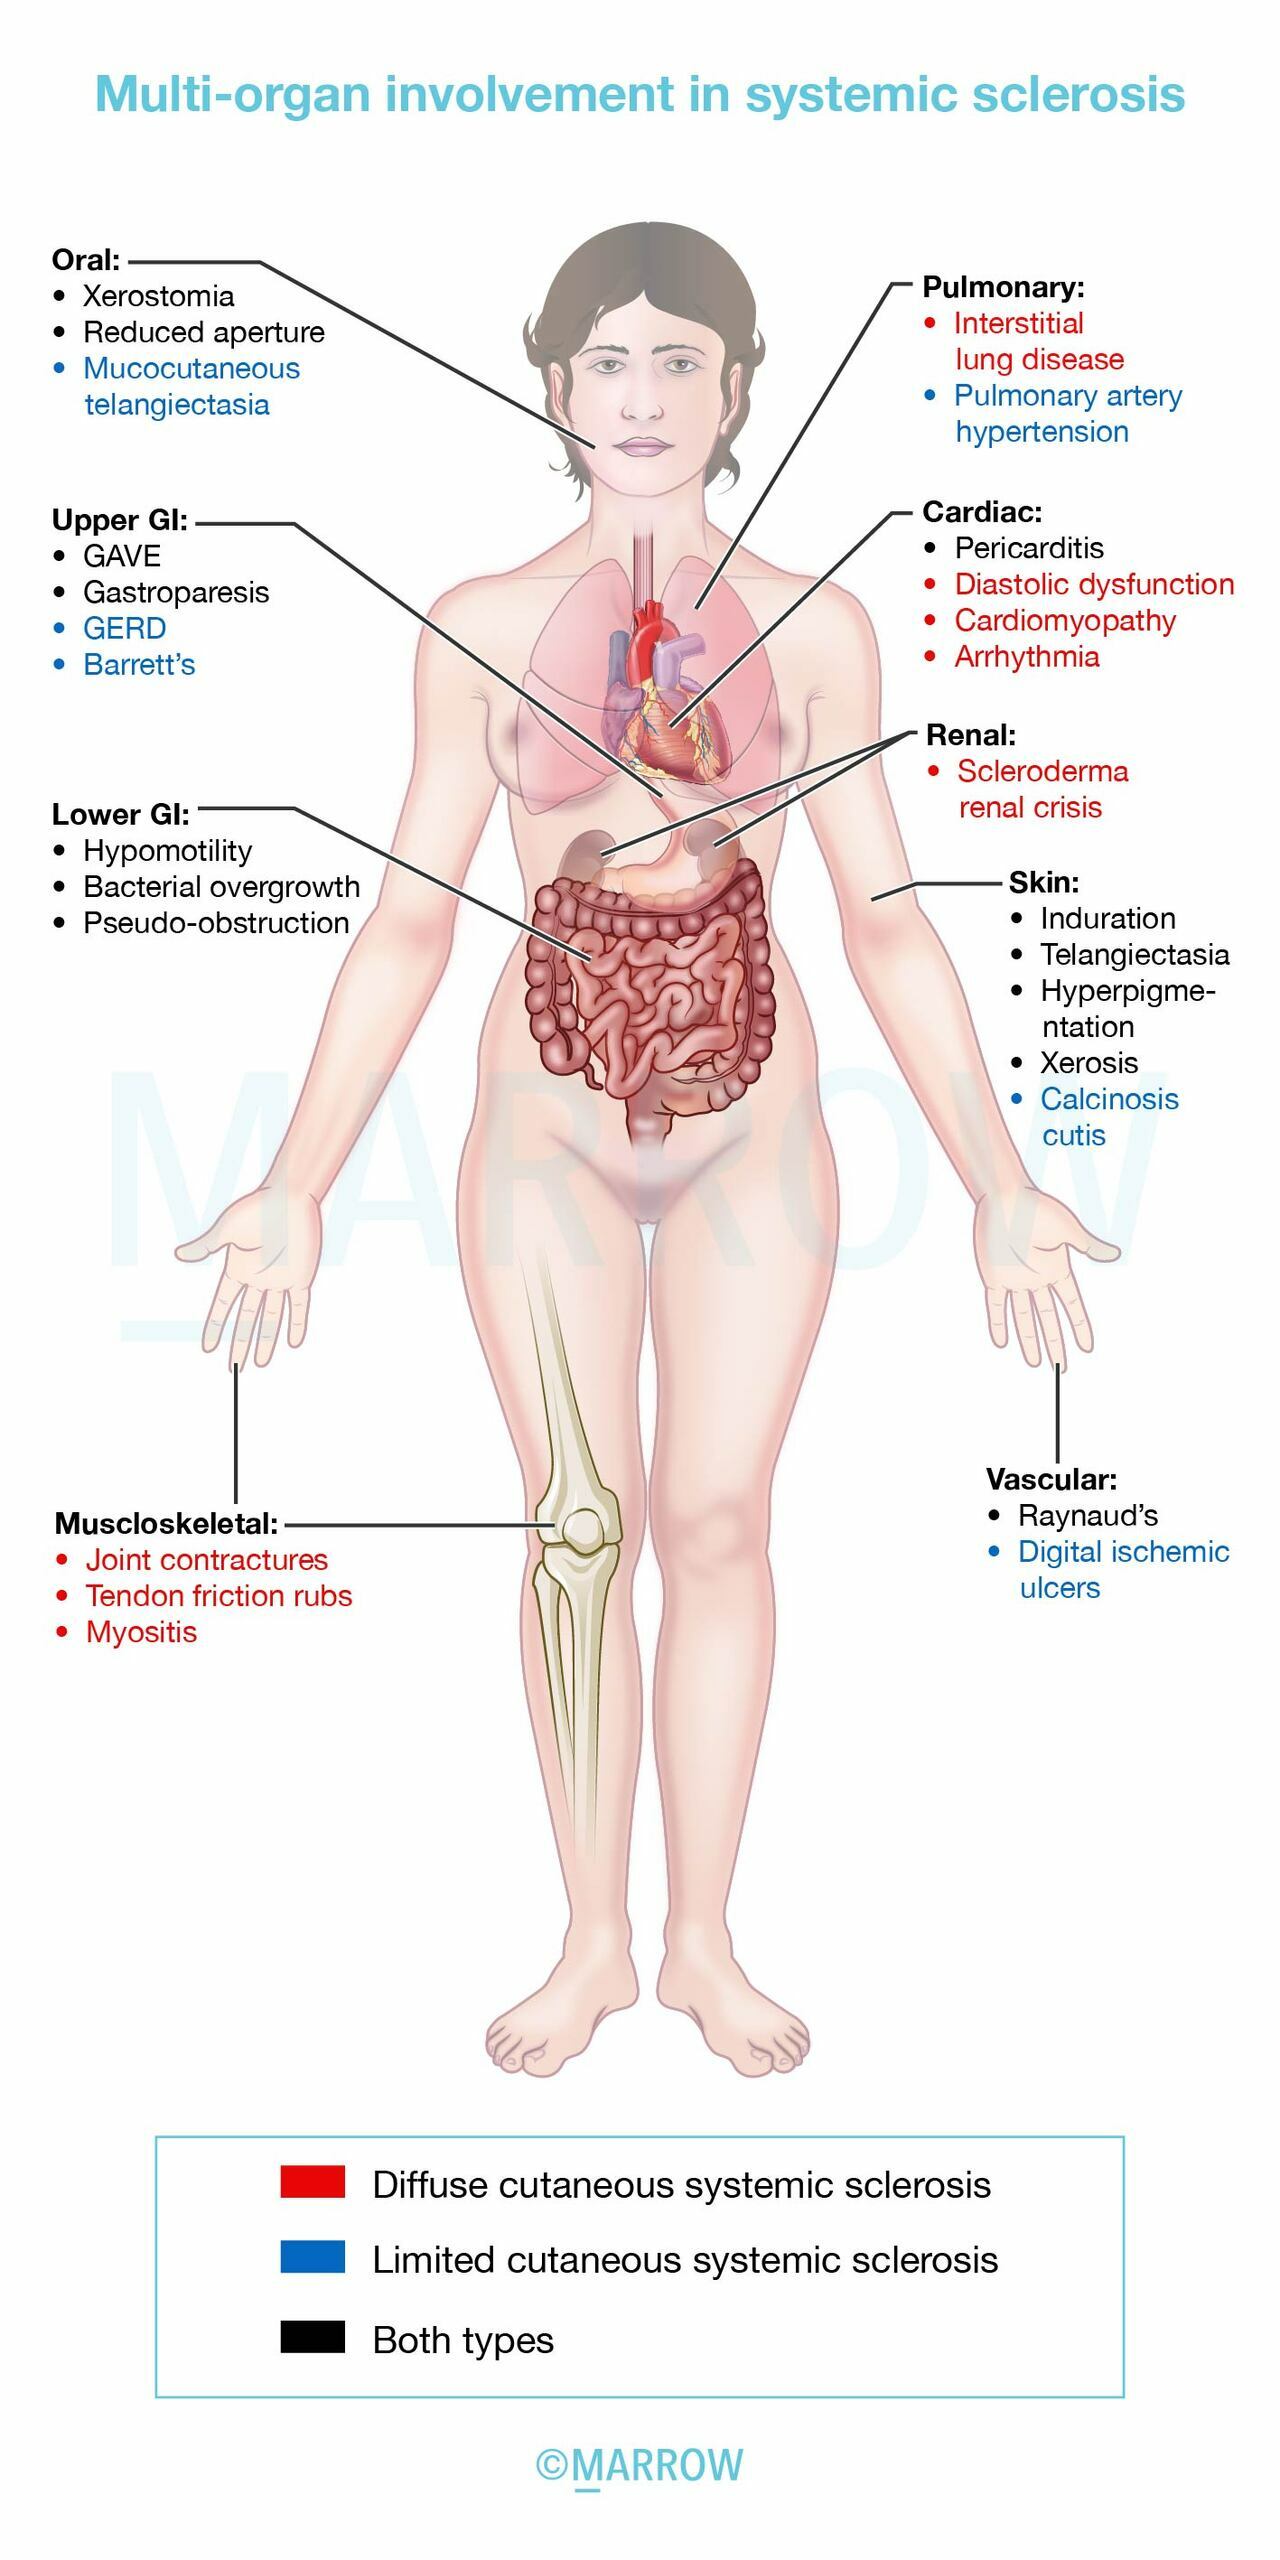 Multi-organ involvement in systemic sclerosis
Oral:
• Xerostomia
• Reduced aperture
• Mucocutaneous
telangiectasia
Upper GI:
• GAVE
• Gastroparesis
• GERD
• Barrett’s
Lower GI:
• Hypomotility
• Bacterial overgrowth
• Pseudo-obstruction
Muscloskeletal:
• Joint contractures
• Tendon friction rubs
• Myositis
Pulmonary:
• Interstitial
lung disease
• Pulmonary artery
hypertension
Cardiac:
• Pericarditis
• Diastolic dysfunction
• Cardiomyopathy
• Arrhythmia
Renal:
• Scleroderma
renal crisis
Skin:
• Induration
• Telangiectasia
• Hyperpigme-
ntation
• Xerosis
• Calcinosis
cutis
Vascular:
• Raynaud’s
• Digital ischemic
ulcers
MARROW
Diffuse cutaneous systemic sclerosis
Limited cutaneous systemic sclerosis
Both types
©MARROW